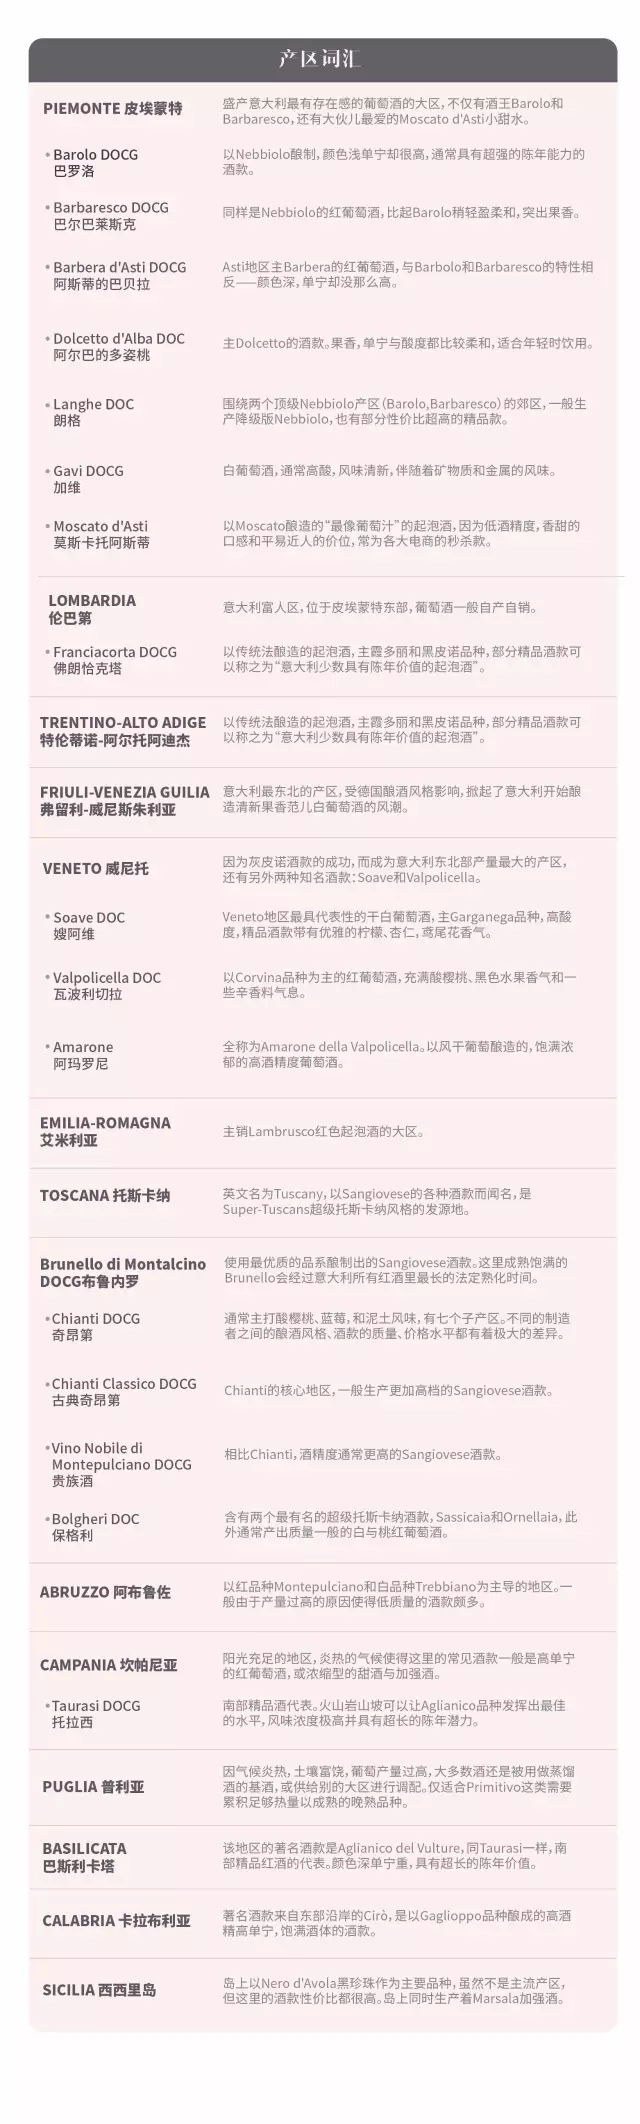 产区词汇
PIEMONTE 皮埃蒙特
盛产意大利最有存在感的葡萄酒的大区，不仅有酒王Barolo和
Barbaresco，还有大伙儿最爱的Moscato d'Asti小甜水。
• Barolo DOCG
巴罗洛
以Nebbiolo酿制，颜色浅单宁却很高，通常具有超强的陈年能力的
酒款。
• Barbaresco DOCG
巴尔巴莱斯克
同样是Nebbiolo的红葡萄酒，比起Barolo稍轻盈柔和，突出果香。
• Barbera d'Asti DOCG
阿斯蒂的巴贝拉
Asti地区主Barbera的红葡萄酒，与Barbolo和Barbaresco的特性相
反——颜色深，单宁却没那么高。
• Dolcetto d'Alba DOC
阿尔巴的多姿桃
主Dolcetto的酒款。果香，单宁与酸度都比较柔和，适合年轻时饮用。
• Langhe DOC
朗格
围绕两个顶级Nebbiolo产区（Barolo,Barbaresco）的郊区，一般生
产降级版Nebbiolo，也有部分性价比超高的精品款。
• Gavi DOCG
加维
白葡萄酒，通常高酸，风味清新，伴随着矿物质和金属的风味。
• Moscato d'Asti
莫斯卡托阿斯蒂
以Moscato酿造的“最像葡萄汁”的起泡酒，因为低酒精度，香甜的
口感和平易近人的价位，常为各大电商的秒杀款。
LOMBARDIA
伦巴第
意大利富人区，位于皮埃蒙特东部，葡萄酒一般自产自销。
• Franciacorta DOCG
佛朗恰克塔
以传统法酿造的起泡酒，主霞多丽和黑皮诺品种，部分精品酒款可
以称之为“意大利少数具有陈年价值的起泡酒”。
TRENTINO-ALTO ADIGE
特伦蒂诺-阿尔托阿迪杰
以传统法酿造的起泡酒，主霞多丽和黑皮诺品种，部分精品酒款可
以称之为“意大利少数具有陈年价值的起泡酒”。
FRIULI-VENEZIA GUILIA
弗留利-威尼斯朱利亚
意大利最东北的产区，受德国酿酒风格影响，掀起了意大利开始酿
造清新果香范儿白葡萄酒的风潮。
VENETO 威尼托
因为灰皮诺酒款的成功，而成为意大利东北部产量最大的产区，
还有另外两种知名酒款：Soave和Valpolicella。
• Soave DOC
嫂阿维
Veneto地区最具代表性的干白葡萄酒，主Garganega品种，高酸
度，精品酒款带有优雅的柠檬、杏仁，鸢尾花香气。
• Valpolicella DOC
瓦波利切拉
以Corvina品种为主的红葡萄酒，充满酸樱桃、黑色水果香气和一
些辛香料气息。
• Amarone
阿玛罗尼
全称为Amarone della Valpolicella。以风干葡萄酿造的，饱满浓
郁的高酒精度葡萄酒。
EMILIA-ROMAGNA
艾米利亚
主销Lambrusco红色起泡酒的大区。
TOSCANA 托斯卡纳
英文名为Tuscany，以Sangiovese的各种酒款而闻名，是
Super-Tuscans超级托斯卡纳风格的发源地。
Brunello di Montalcino
DOCG布鲁内罗
使用最优质的品系酿制出的Sangiovese酒款。这里成熟饱满的
Brunello会经过意大利所有红酒里最长的法定熟化时间。
• Chianti DOCG
奇昂第
通常主打酸樱桃、蓝莓，和泥土风味，有七个子产区。不同的制造
者之间的酿酒风格、酒款的质量、价格水平都有着极大的差异。
• Chianti Classico DOCG
古典奇昂第
Chianti的核心地区，一般生产更加高档的Sangiovese酒款。
• Vino Nobile di
Montepulciano DOCG
贵族酒
相比Chianti，酒精度通常更高的Sangiovese酒款。
• Bolgheri DOC
保格利
含有两个最有名的超级托斯卡纳酒款，Sassicaia和Ornellaia，此
外通常产出质量一般的白与桃红葡萄酒。
ABRUZZO 阿布鲁佐
以红品种Montepulciano和白品种Trebbiano为主导的地区。一
般由于产量过高的原因使得低质量的酒款颇多。
CAMPANIA 坎帕尼亚
阳光充足的地区，炎热的气候使得这里的常见酒款一般是高单宁
的红葡萄酒，或浓缩型的甜酒与加强酒。
• Taurasi DOCG
托拉西
南部精品酒代表。火山岩山坡可以让Aglianico品种发挥出最佳
的水平，风味浓度极高并具有超长的陈年潜力。
PUGLIA 普利亚
因气候炎热，土壤富饶，葡萄产量过高，大多数酒还是被用做蒸馏
酒的基酒，或供给别的大区进行调配。仅适合Primitivo这类需要
累积足够热量以成熟的晚熟品种。
BASILICATA
巴斯利卡塔
该地区的著名酒款是Aglianico del Vulture，同Taurasi一样，南
部精品红酒的代表。颜色深单宁重，具有超长的陈年价值。
CALABRIA 卡拉布利亚
著名酒款来自东部沿岸的Cirò，是以Gaglioppo品种酿成的高酒
精高单宁，饱满酒体的酒款。
SICILIA 西西里岛
岛上以Nero d'Avola黑珍珠作为主要品种，虽然不是主流产区，
但这里的酒款性价比都很高。岛上同时生产着Marsala加强酒。